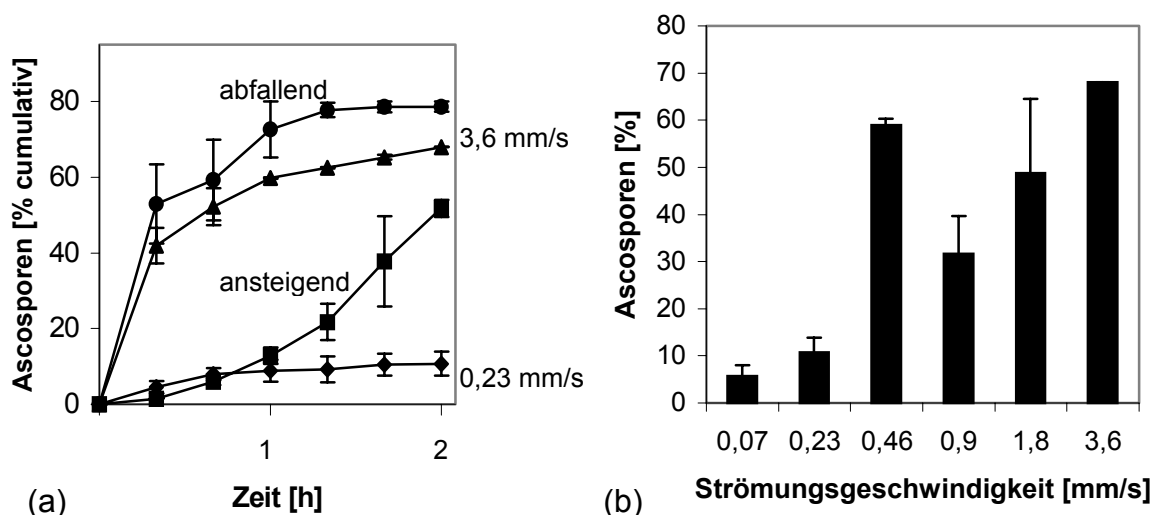 Ascosporen [% cumulativ]
80
60
40
20
0
abfallend
3,6 mm/s
ansteigend
0,23 mm/s
1
2
(a)
Zeit [h]
Ascosporen [%]
80
70
60
50
40
30
20
10
0
0,07 0,23 0,46 0,9 1,8 3,6
(b)
Strömungsgeschwindigkeit [mm/s]